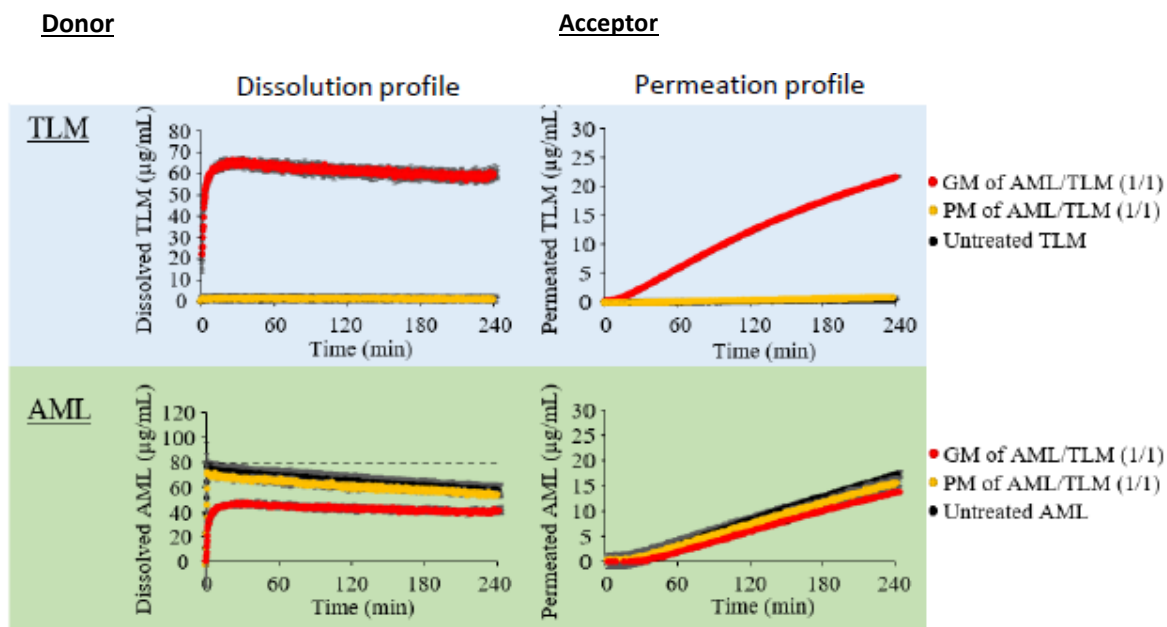 Donor
Acceptor
Dissolution profile
Permeation profile
TLM
Dissolved TLM (µg/mL)
80
70
60
50
40
30
20
10
0
0
60
120
180
240
Time (min)
Permeated TLM (µg/mL)
30
25
20
15
10
5
0
0
60
120
180
240
Time (min)
GM of AML/TLM (1/1)
PM of AML/TLM (1/1)
Untreated TLM
AML
Dissolved AML (µg/mL)
120
100
80
60
40
20
0
0
60
120
180
240
Time (min)
Permeated AML (µg/mL)
30
25
20
15
10
5
0
0
60
120
180
240
Time (min)
GM of AML/TLM (1/1)
PM of AML/TLM (1/1)
Untreated AML